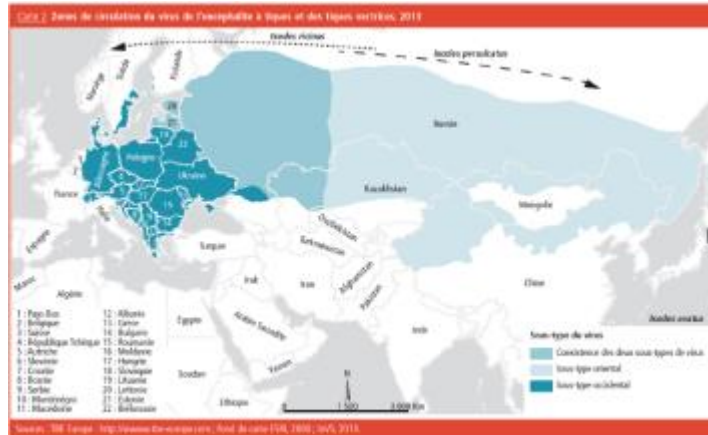 Carte 2 Zones de circulation du virus de l'encéphalite à tiques et des tiques vectrices, 2013
Ixodes ricinus
Ixodes persulcatus
Norvège
Suède
Finlande
Russie
Pologne
Ukraine
France
Italie
Espagne
Maroc
Algérie
Turquie
Kazakhstan
Mongolie
Ouzbékistan
Turkménistan
Afghanistan
Pakistan
Irak
Iran
Chine
Inde
Égypte
Arabie Saoudite
Yémen
Soudan
Éthiopie
Ixodes ovatus
1 : Pays-Bas
2 : Belgique
3 : Suisse
4 : République Tchèque
5 : Autriche
6 : Slovénie
7 : Croatie
8 : Bosnie
9 : Serbie
10 : Monténégro
11 : Macédoine
12 : Albanie
13 : Grèce
14 : Bulgarie
15 : Roumanie
16 : Moldavie
17 : Hongrie
18 : Slovaquie
19 : Lituanie
20 : Lettonie
21 : Estonie
22 : Biélorussie
Sous-type du virus
Coexistence des deux sous-types de virus
Sous-type oriental
Sous-type occidental
N
0 1 500 3 000 Km